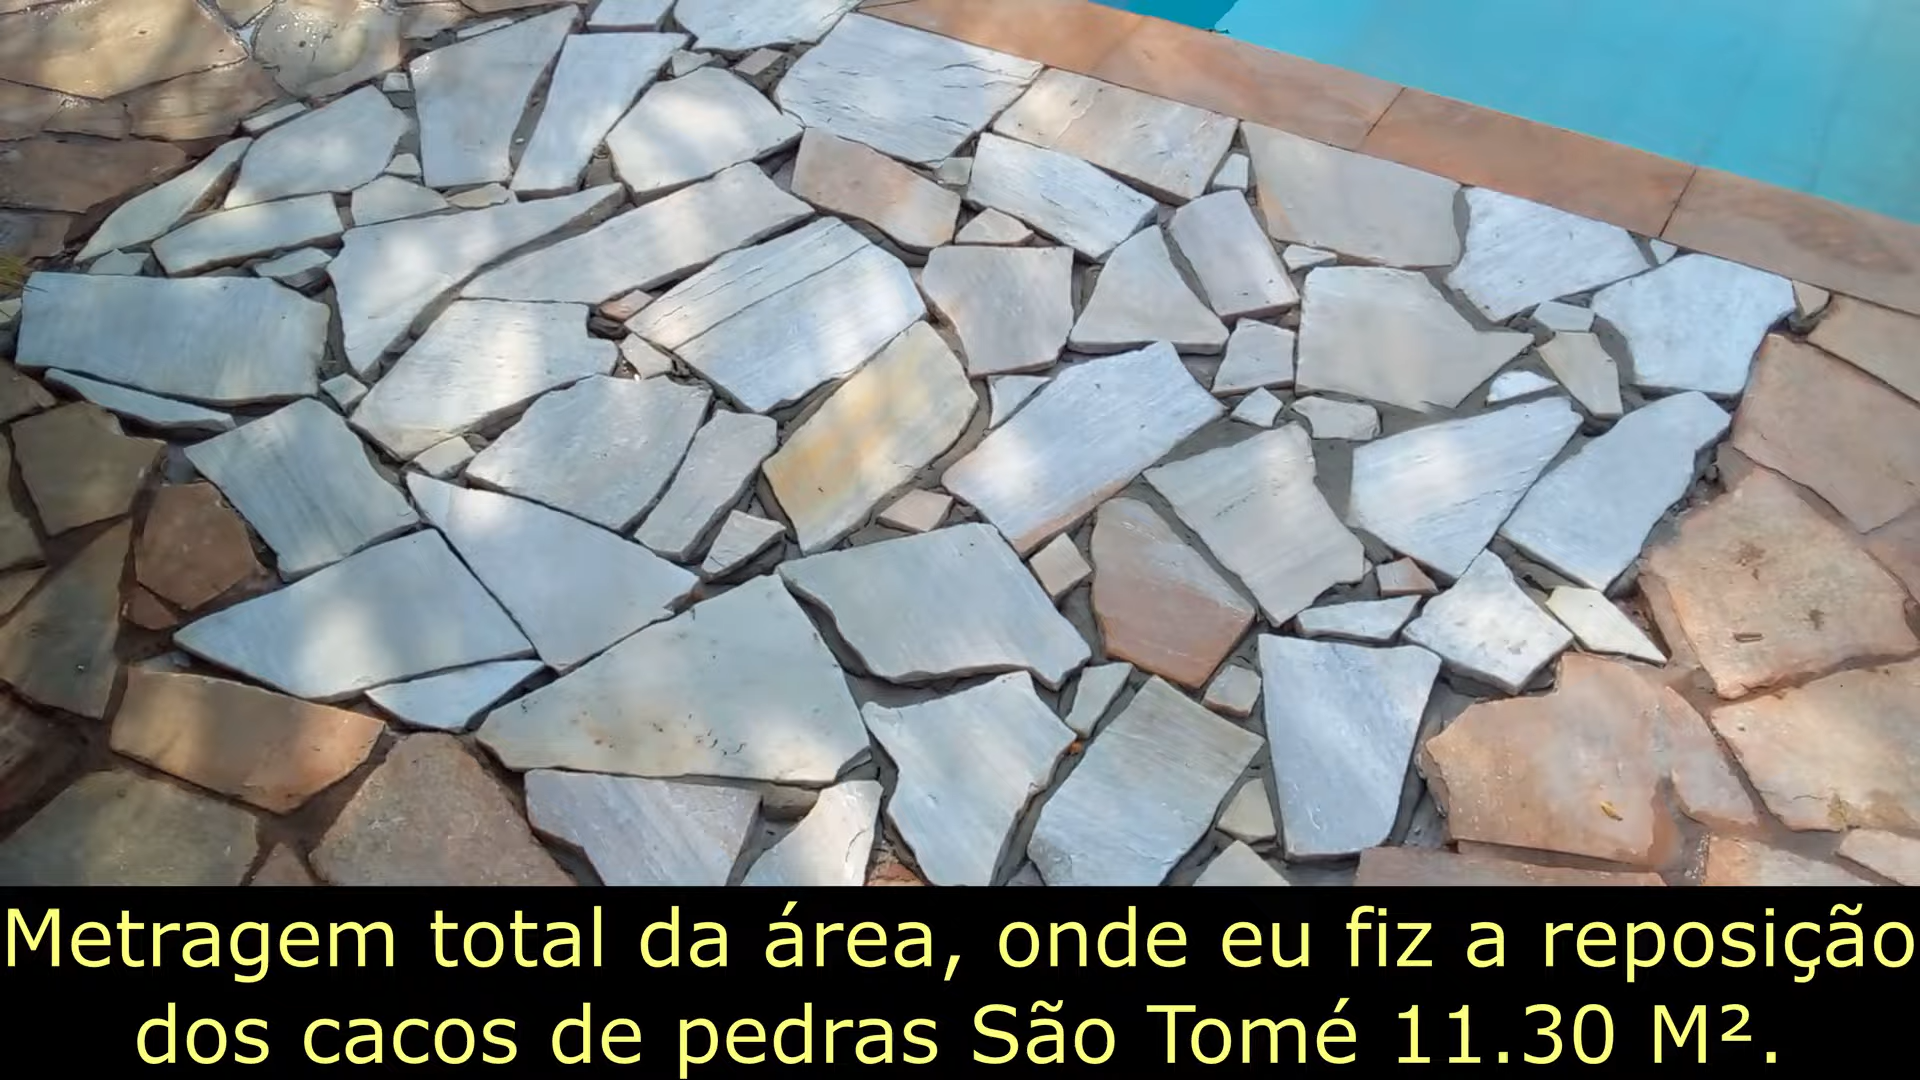 Metragem total da área, onde eu fiz a reposição
dos cacos de pedras São Tomé 11.30 M².